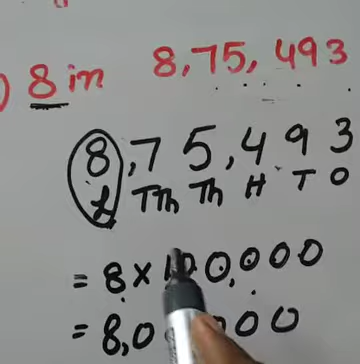 ) 8 in 8,75,493
8,75,493
L TTh Th H T O
= 8 × 100,000
= 8,0 00